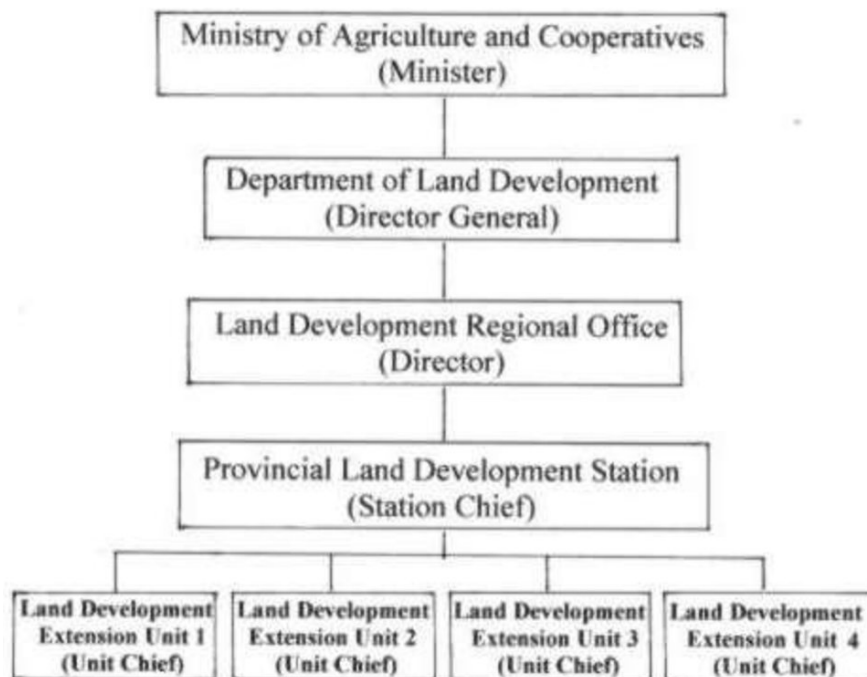 Ministry of Agriculture and Cooperatives
(Minister)
Department of Land Development
(Director General)
Land Development Regional Office
(Director)
Provincial Land Development Station
(Station Chief)
Land Development
Extension Unit 1
(Unit Chief)
Land Development
Extension Unit 2
(Unit Chief)
Land Development
Extension Unit 3
(Unit Chief)
Land Development
Extension Unit 4
(Unit Chief)